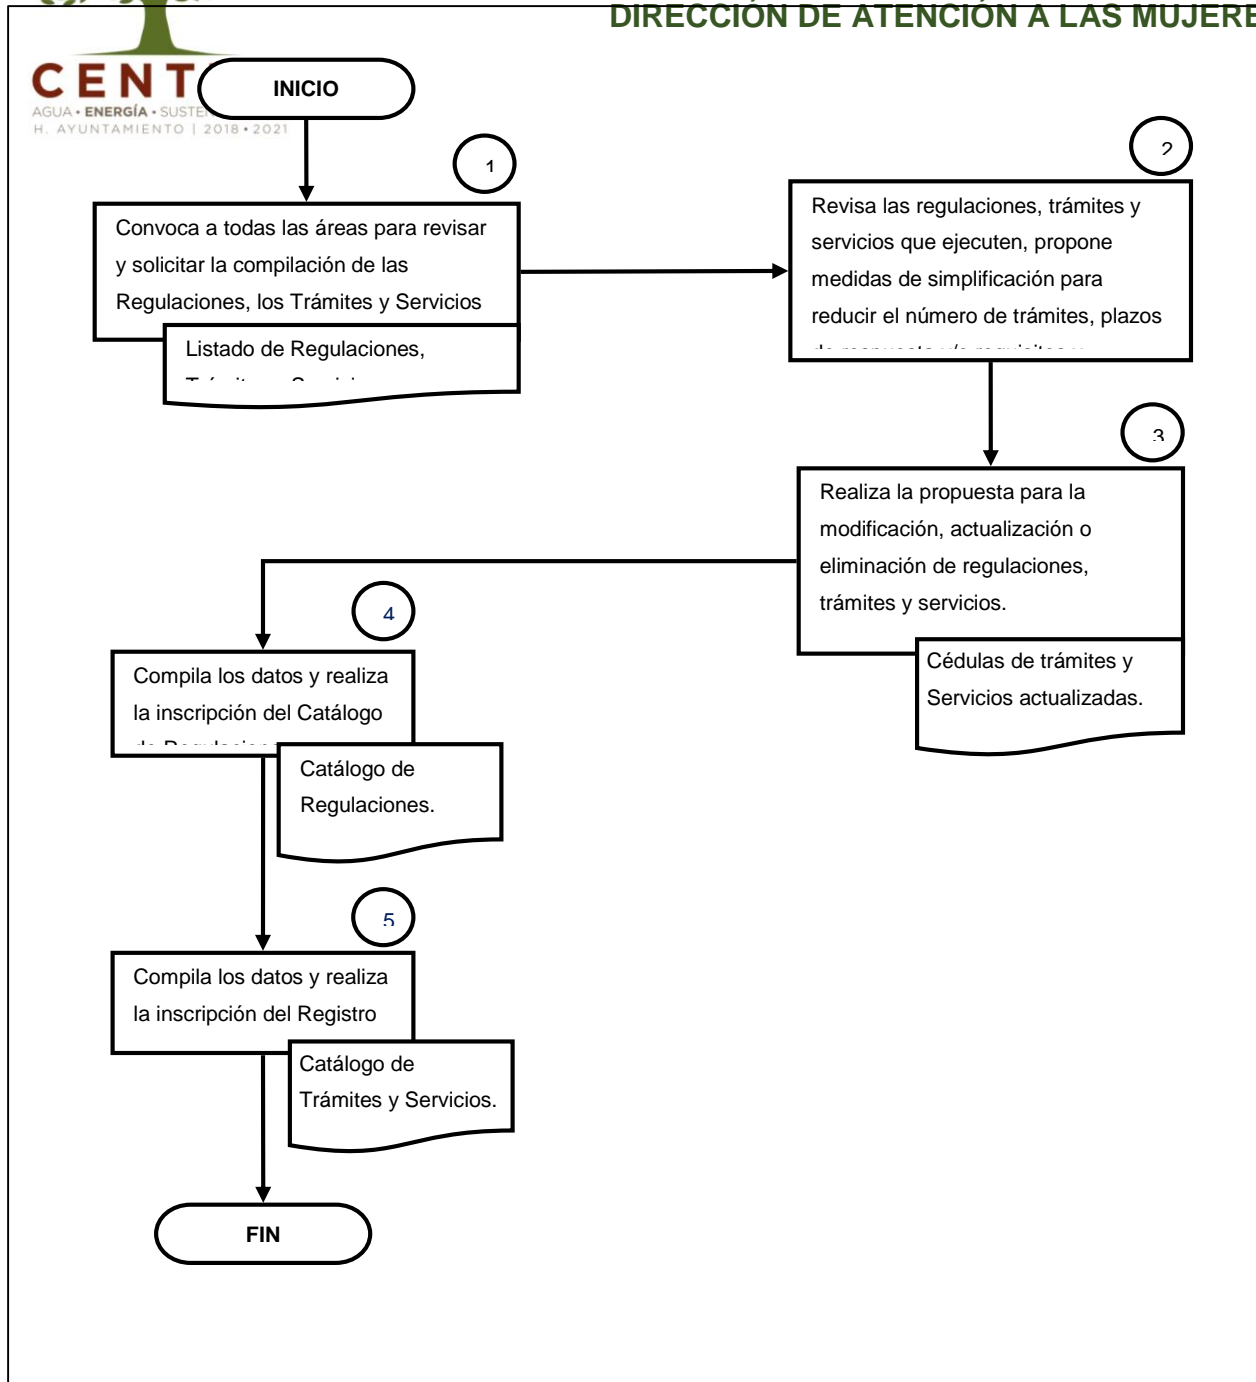 DIRECCIÓN DE ATENCIÓN A LAS MUJERE
CENT
AGUA • ENERGÍA • SUSTE
H. AYUNTAMIENTO | 2018 • 2021
INICIO
1
Convoca a todas las áreas para revisar
y solicitar la compilación de las
Regulaciones, los Trámites y Servicios
Listado de Regulaciones,
2
Revisa las regulaciones, trámites y
servicios que ejecuten, propone
medidas de simplificación para
reducir el número de trámites, plazos
3
Realiza la propuesta para la
modificación, actualización o
eliminación de regulaciones,
trámites y servicios.
Cédulas de trámites y
Servicios actualizadas.
4
Compila los datos y realiza
la inscripción del Catálogo
Catálogo de
Regulaciones.
5
Compila los datos y realiza
la inscripción del Registro
Catálogo de
Trámites y Servicios.
FIN